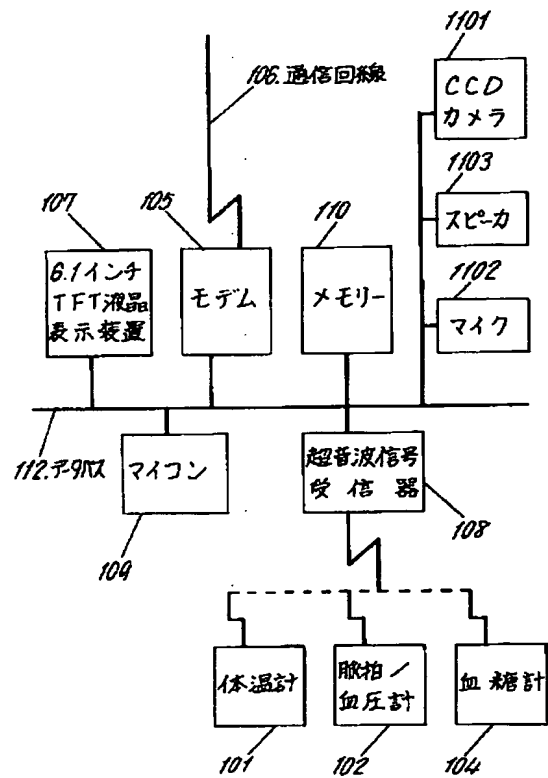 1101
CCD
カメラ
106.通信回線
1103
スピーカ
107
105
110
1102
6.1インチ
TFT液晶
表示装置
モデム
メモリー
マイク
112.データバス
マイコン
超音波信号
受信器
109
108
体温計
脈拍/
血圧計
血糖計
101
102
104